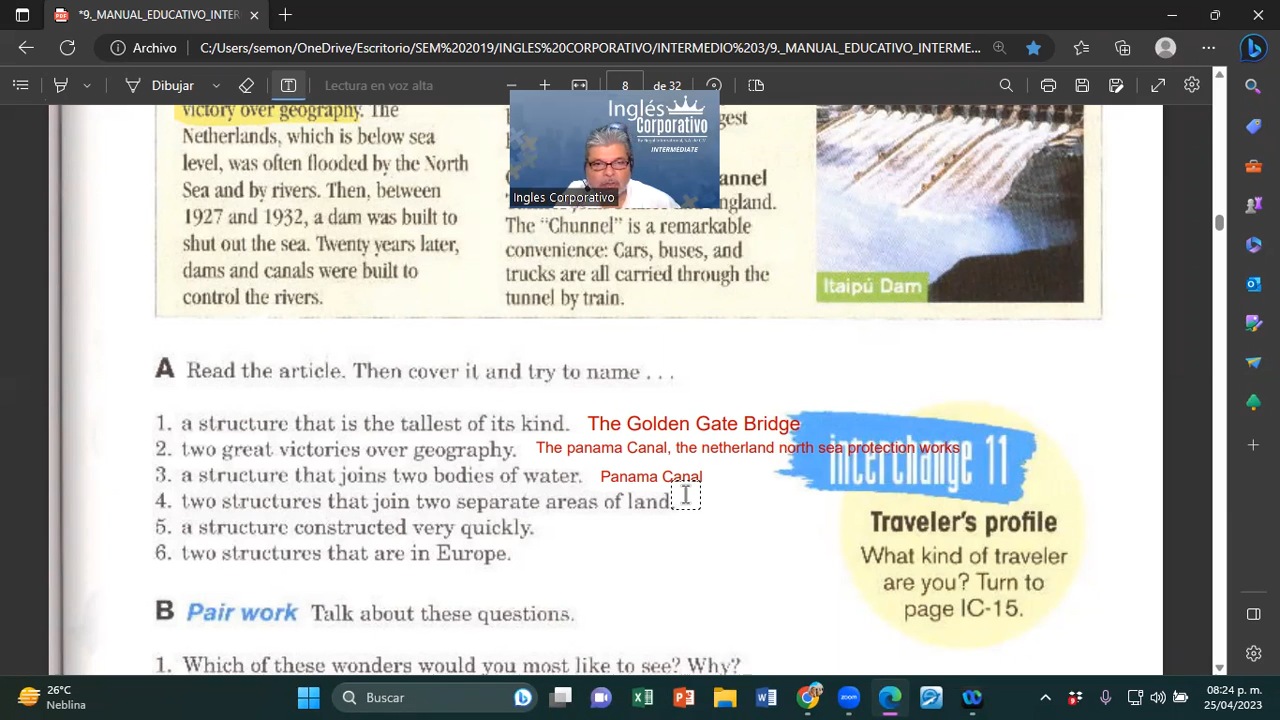 *9._MANUAL_EDUCATIVO_INTERMED
Archivo
C:/Users/semon/OneDrive/Escritorio/SEM%202019/INGLES%20CORPORATIVO/INTERMEDIO%203/9._MANUAL_EDUCATIVO_INTERME...
Dibujar
Lectura en voz alta
8
de 32
victory over geography. The
Netherlands, which is below sea
level, was often flooded by the North
Sea and by rivers. Then, between
1927 and 1932, a dam was built to
shut out the sea. Twenty years later,
dams and canals were built to
control the rivers.
Inglés
Corporativo
INTERMEDIATE
Ingles Corporativo
The "Chunnel" is a remarkable
convenience: Cars, buses, and
trucks are all carried through the
tunnel by train.
Itaipú Dam
A Read the article. Then cover it and try to name . . .
1. a structure that is the tallest of its kind. The Golden Gate Bridge
2. two great victories over geography. The panama Canal, the netherland north sea protection works
3. a structure that joins two bodies of water. Panama Canal
4. two structures that join two separate areas of land
5. a structure constructed very quickly.
6. two structures that are in Europe.
interchange 11
Traveler's profile
What kind of traveler
are you? Turn to
page IC-15.
B Pair work Talk about these questions.
1. Which of these wonders would you most like to see? Why?
26°C
Neblina
Buscar
08:24 p. m.
25/04/2023